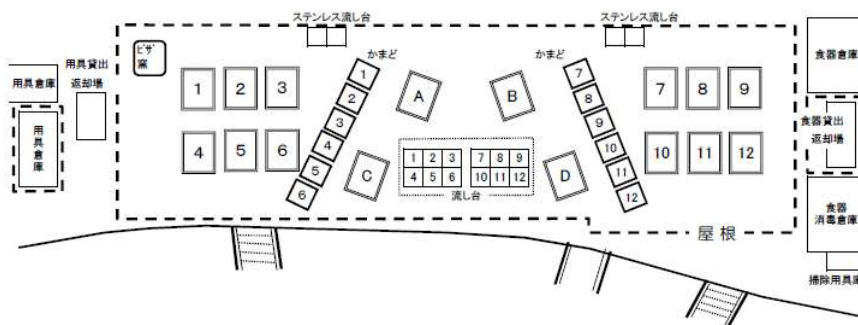 ステンレス流し台
ステンレス流し台
ピザ
窯
かまど
かまど
用具貸出
返却場
用具倉庫
用具倉庫
食器倉庫
食器貸出
返却場
食器
消毒倉庫
掃除用具庫
1 2 3
4 5 6
1
2
3
4
5
6
A
B
C
D
1 2 3
4 5 6
7 8 9
10 11 12
流し台
7
8
9
10
11
12
7 8 9
10 11 12
屋根